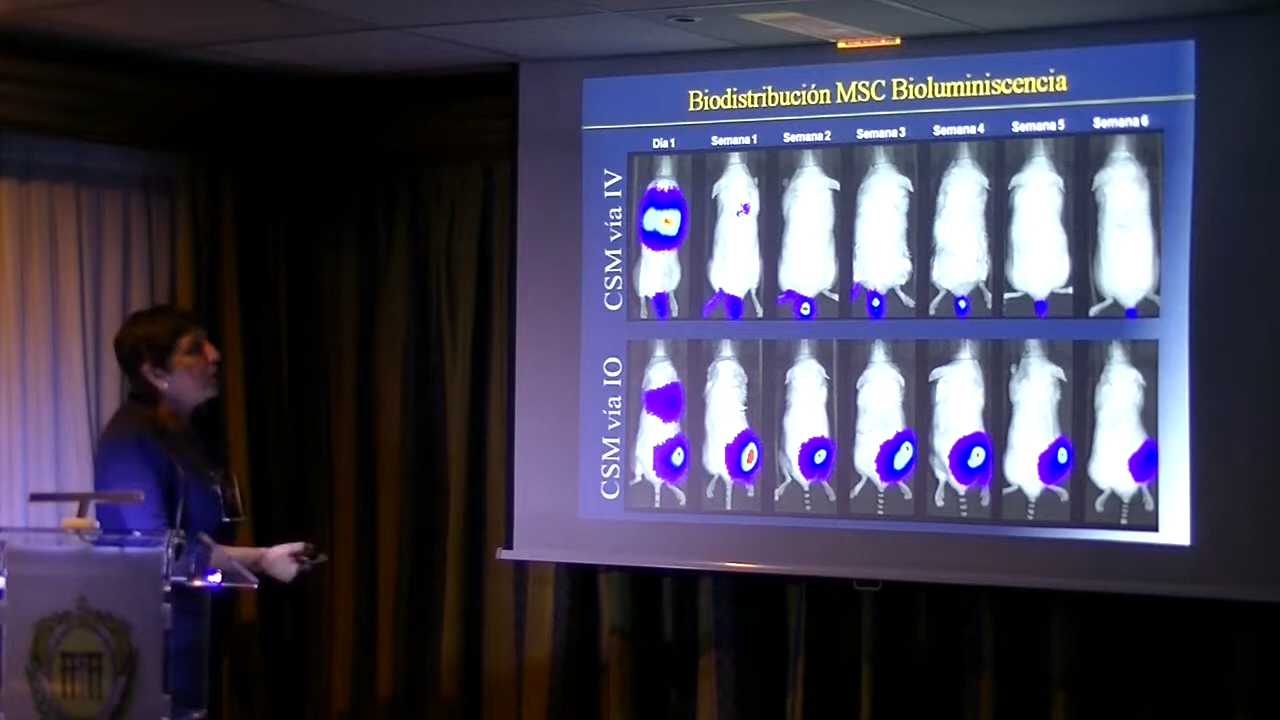 Biodistribución MSC Bioluminiscencia
Día 1 Semana 1 Semana 2 Semana 3 Semana 4 Semana 5 Semana 6
CSM vía IV
CSM vía IO